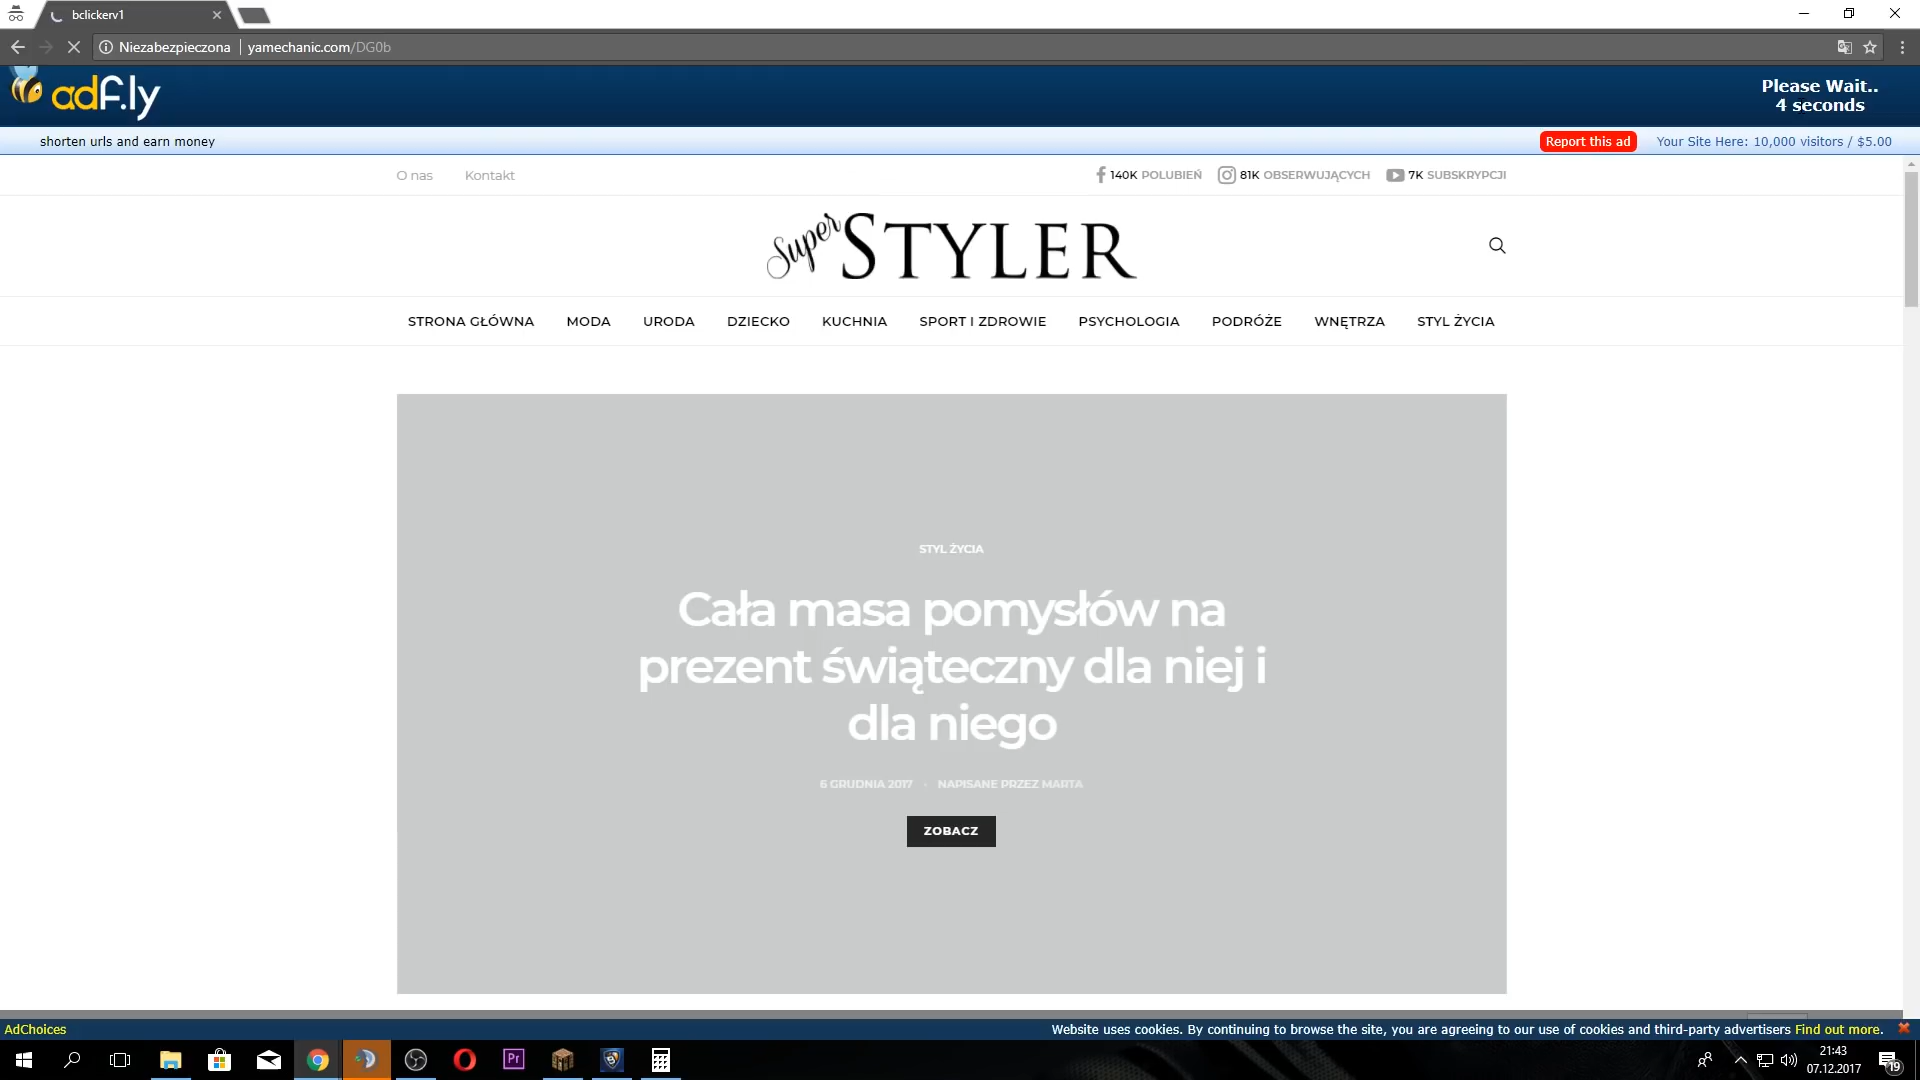 bclickerv1
Niezabezpieczona yamechanic.com/DG0b
adf.ly
Please Wait..
4 seconds
shorten urls and earn money
Report this ad
Your Site Here: 10,000 visitors / $5.00
O nas Kontakt
140K POLUBIEŃ 81K OBSERWUJĄCYCH 7K SUBSKRYPCJI
Super STYLER
STRONA GŁÓWNA MODA URODA DZIECKO KUCHNIA SPORT I ZDROWIE PSYCHOLOGIA PODRÓŻE WNĘTRZA STYL ŻYCIA
STYL ŻYCIA
Cała masa pomysłów na
prezent świąteczny dla niej i
dla niego
6 GRUDNIA 2017 · NAPISANE PRZEZ MARTA
ZOBACZ
AdChoices
Website uses cookies. By continuing to browse the site, you are agreeing to our use of cookies and third-party advertisers Find out more.
Pr
21:43
07.12.2017
19